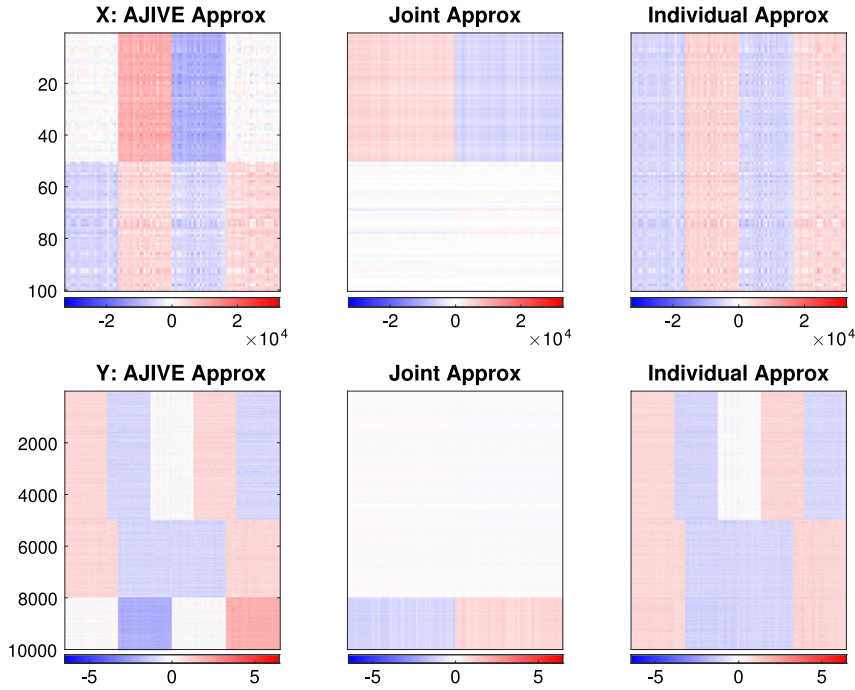 X: AJIVE Approx Joint Approx Individual Approx
20
40
60
80
100
-2 0 2 -2 0 2 -2 0 2
×10^4 ×10^4 ×10^4
Y: AJIVE Approx Joint Approx Individual Approx
2000
4000
6000
8000
10000
-5 0 5 -5 0 5 -5 0 5